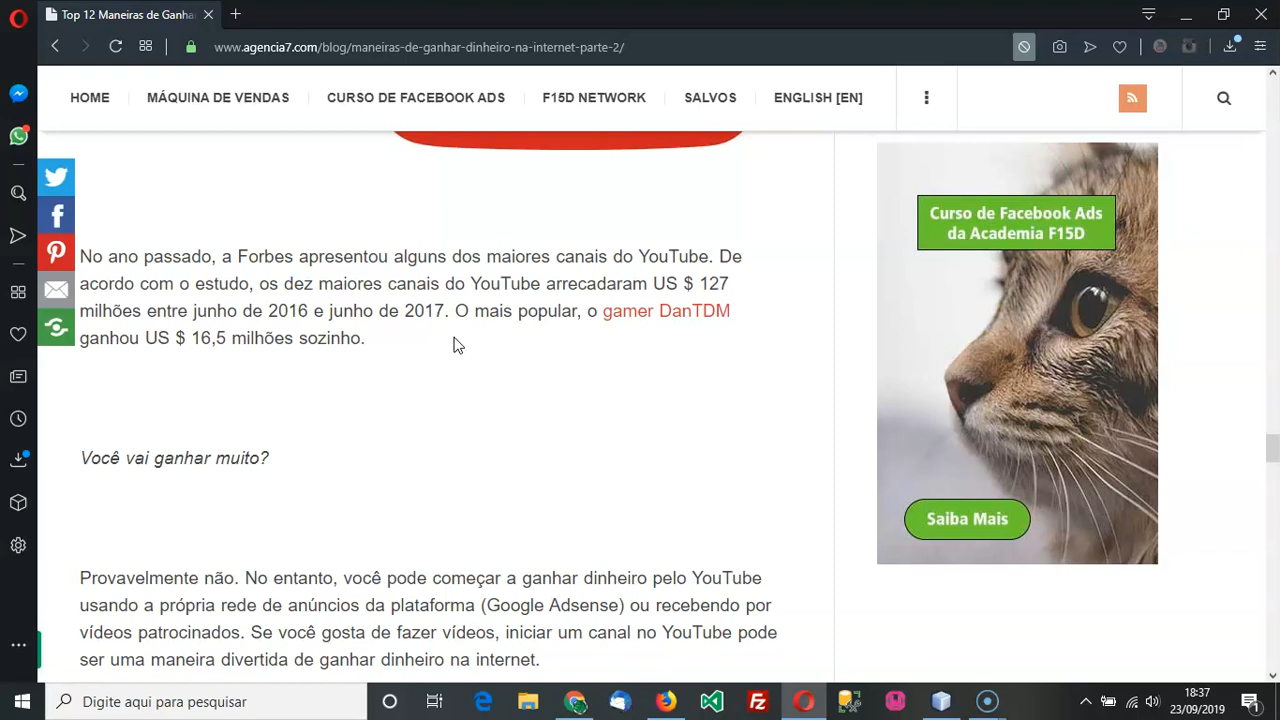 Top 12 Maneiras de Ganha
www.agencia7.com/blog/maneiras-de-ganhar-dinheiro-na-internet-parte-2/
HOME
MÁQUINA DE VENDAS
CURSO DE FACEBOOK ADS
F15D NETWORK
SALVOS
ENGLISH [EN]
No ano passado, a Forbes apresentou alguns dos maiores canais do YouTube. De
acordo com o estudo, os dez maiores canais do YouTube arrecadaram US $ 127
milhões entre junho de 2016 e junho de 2017. O mais popular, o gamer DanTDM
ganhou US $ 16,5 milhões sozinho.
Você vai ganhar muito?
Provavelmente não. No entanto, você pode começar a ganhar dinheiro pelo YouTube
usando a própria rede de anúncios da plataforma (Google Adsense) ou recebendo por
vídeos patrocinados. Se você gosta de fazer vídeos, iniciar um canal no YouTube pode
ser uma maneira divertida de ganhar dinheiro na internet.
Curso de Facebook Ads
da Academia F15D
Saiba Mais
Digite aqui para pesquisar
18:37
23/09/2019
1